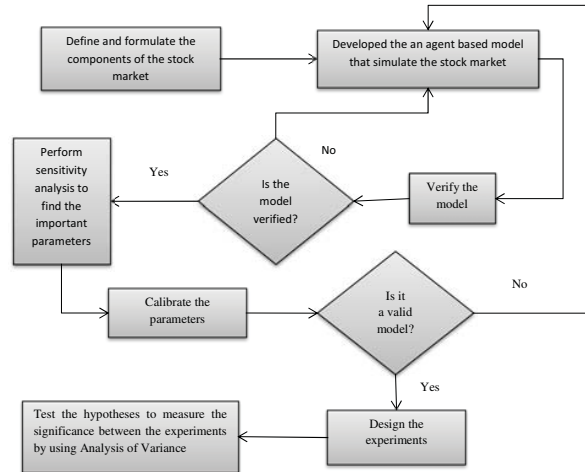 Define and formulate the
components of the stock
market
Developed the an agent based model
that simulate the stock market
No
Yes
Perform
sensitivity
analysis to
find the
important
parameters
Is the
model
verified?
Verify the
model
Calibrate the
parameters
Is it
a valid
model?
No
Yes
Test the hypotheses to measure the
significance between the experiments
by using Analysis of Variance
Design the
experiments